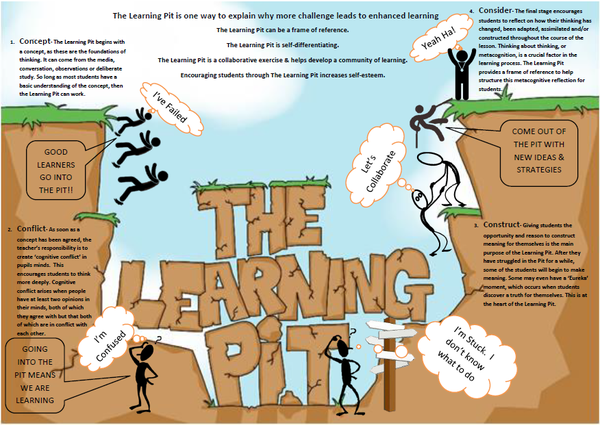 The Learning Pit is one way to explain why more challenge leads to enhanced learning
The Learning Pit can be a frame of reference.
The Learning Pit is self-differentiating.
The Learning Pit is a collaborative exercise & helps develop a community of learning.
Encouraging students through The Learning Pit increases self-esteem.
1. Concept- The Learning Pit begins with
a concept, as these are the foundations of
thinking. It can come from the media,
conversation, observations or deliberate
study. So long as most students have a
basic understanding of the concept, then
the Learning Pit can work.
I've Failed
GOOD
LEARNERS
GO INTO
THE PIT!!
2. Conflict- As soon as a
concept has been agreed, the
teacher's responsibility is to
create 'cognitive conflict' in
pupils minds. This
encourages students to think
more deeply. Cognitive
conflict arises when people
have at least two opinions in
their minds, both of which
they agree with but that both
of which are in conflict with
each other.
GOING
INTO THE
PIT MEANS
WE ARE
LEARNING
I'm
Confused
THE
LEARNING
PiT
I'm Stuck. I
don't know
what to do
3. Construct- Giving students the
opportunity and reason to construct
meaning for themselves is the main
purpose of the Learning Pit. After they
have struggled in the Pit for a while,
some of the students will begin to make
meaning. Some may even have a 'Eureka'
moment, which occurs when students
discover a truth for themselves. This is at
the heart of the Learning Pit.
Let's
Collaborate
COME OUT OF
THE PIT WITH
NEW IDEAS &
STRATEGIES
Yeah Ha!
4. Consider- The final stage encourages
students to reflect on how their thinking has
changed, been adapted, assimilated and/or
constructed throughout the course of the
lesson. Thinking about thinking, or
metacognition, is a crucial factor in the
learning process. The Learning Pit
provides a frame of reference to help
structure this metacognitive reflection for
students.